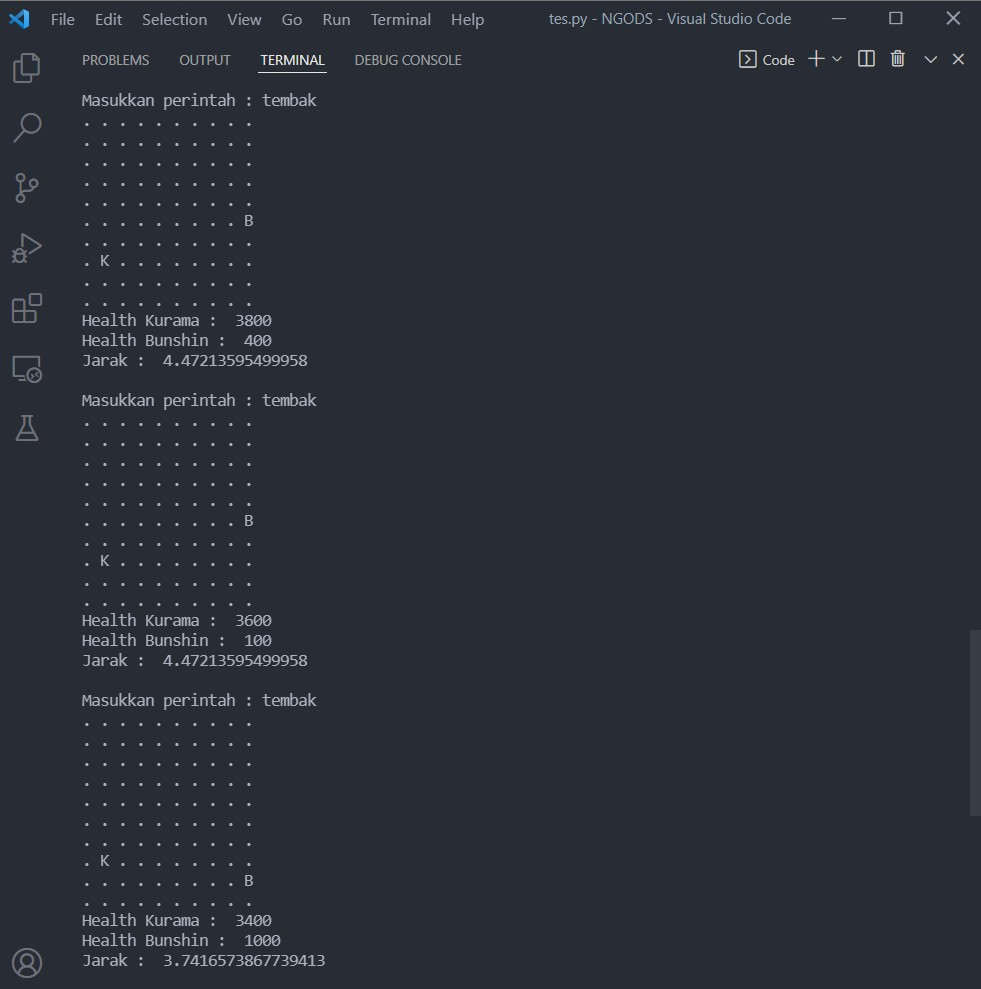 File Edit Selection View Go Run Terminal Help tes.py - NGODS - Visual Studio Code
PROBLEMS OUTPUT TERMINAL DEBUG CONSOLE Code
Masukkan perintah : tembak
. . . . . . . . . .
. . . . . . . . . .
. . . . . . . . . .
. . . . . . . . . .
. . . . . . . . . .
. . . . . . . . . B
. . . . . . . . . .
. K . . . . . . . .
. . . . . . . . . .
. . . . . . . . . .
Health Kurama :  3800
Health Bunshin :  400
Jarak :  4.47213595499958
Masukkan perintah : tembak
. . . . . . . . . .
. . . . . . . . . .
. . . . . . . . . .
. . . . . . . . . .
. . . . . . . . . .
. . . . . . . . . B
. . . . . . . . . .
. K . . . . . . . .
. . . . . . . . . .
. . . . . . . . . .
Health Kurama :  3600
Health Bunshin :  100
Jarak :  4.47213595499958
Masukkan perintah : tembak
. . . . . . . . . .
. . . . . . . . . .
. . . . . . . . . .
. . . . . . . . . .
. . . . . . . . . .
. . . . . . . . . .
. . . . . . . . . .
. K . . . . . . . .
. . . . . . . . . B
. . . . . . . . . .
Health Kurama :  3400
Health Bunshin :  1000
Jarak :  3.7416573867739413